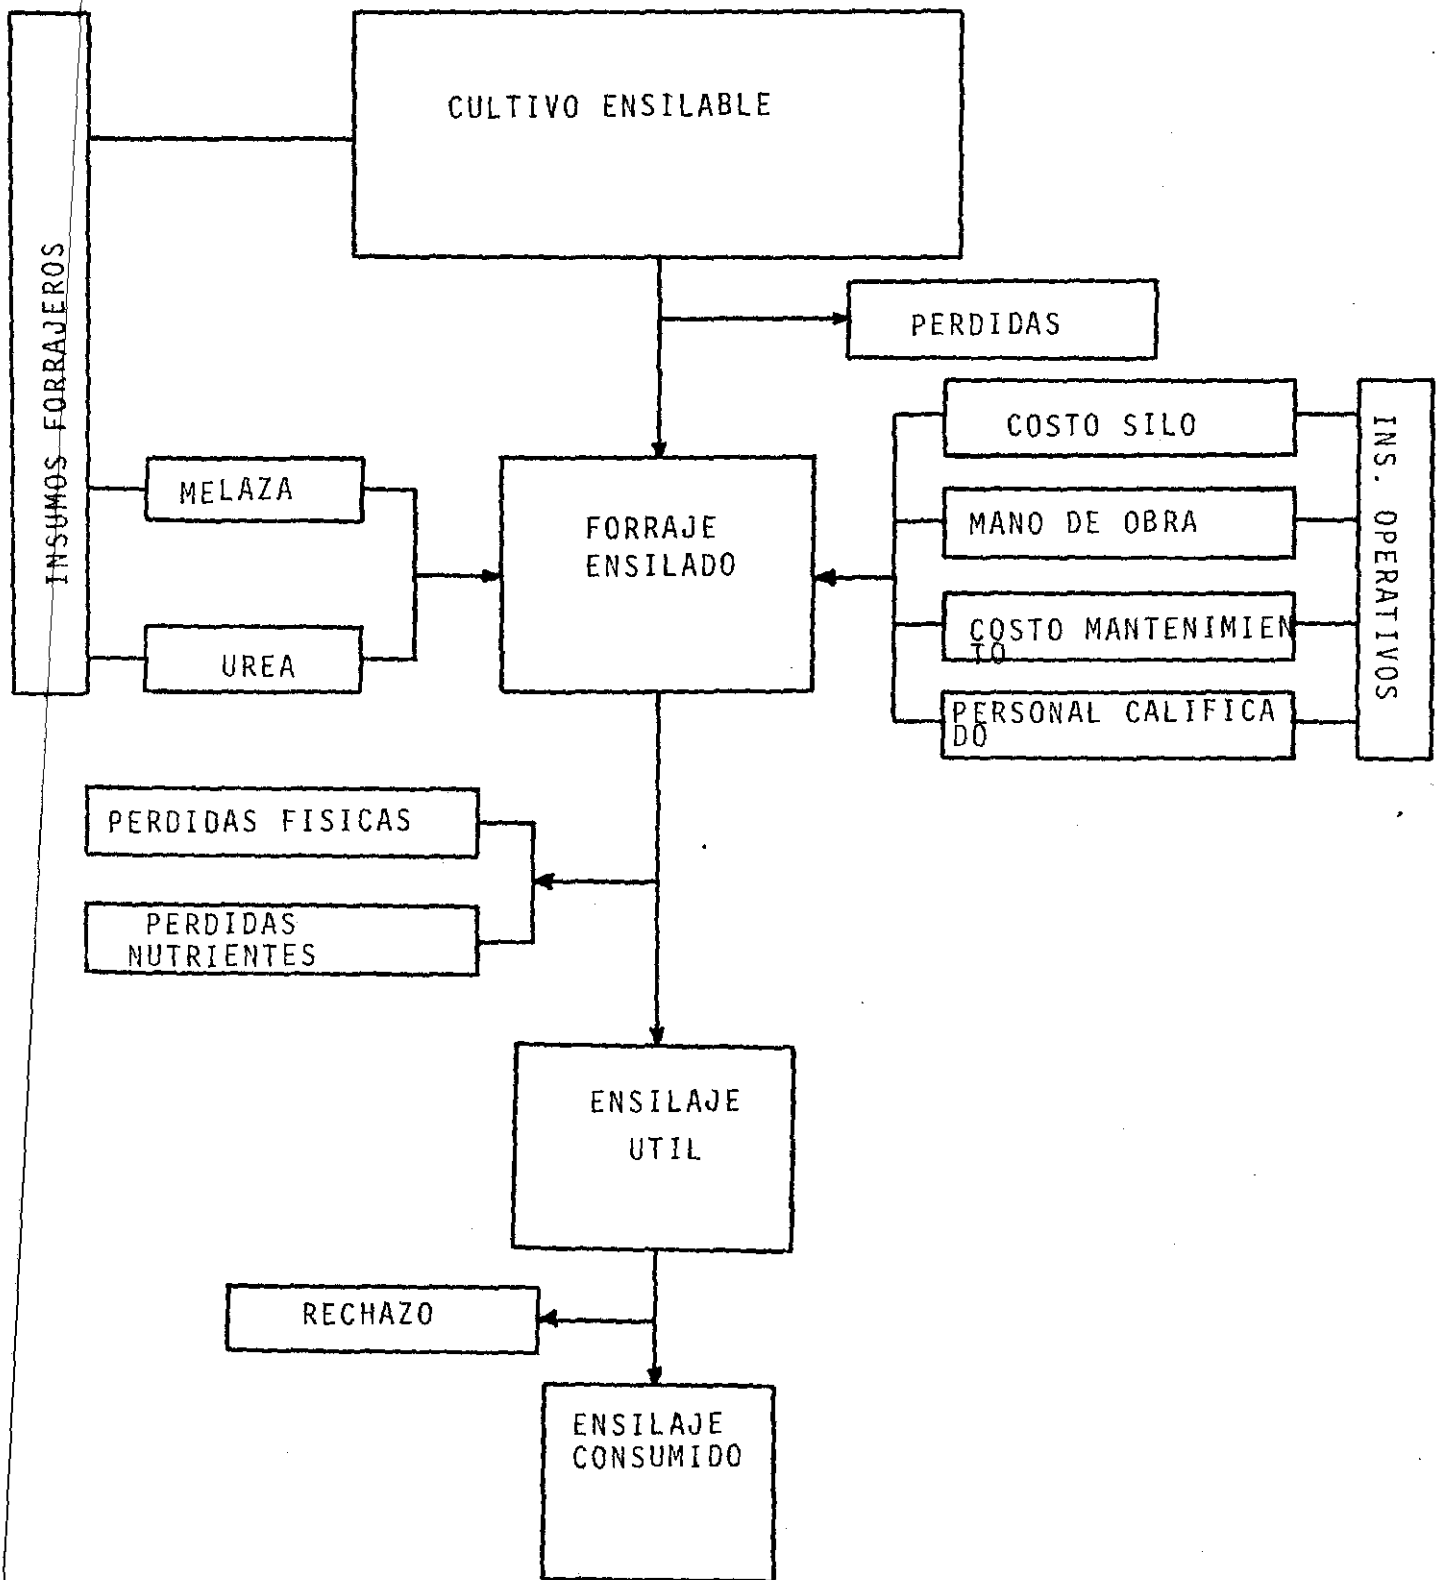 CULTIVO ENSILABLE
INSUMOS FORRAJEROS
PERDIDAS
COSTO SILO
INS. OPERATIVOS
MELAZA
FORRAJE
ENSILADO
MANO DE OBRA
COSTO MANTENIMIEN
TO
UREA
PERSONAL CALIFICA
DO
PERDIDAS FISICAS
PERDIDAS
NUTRIENTES
ENSILAJE
UTIL
RECHAZO
ENSILAJE
CONSUMIDO